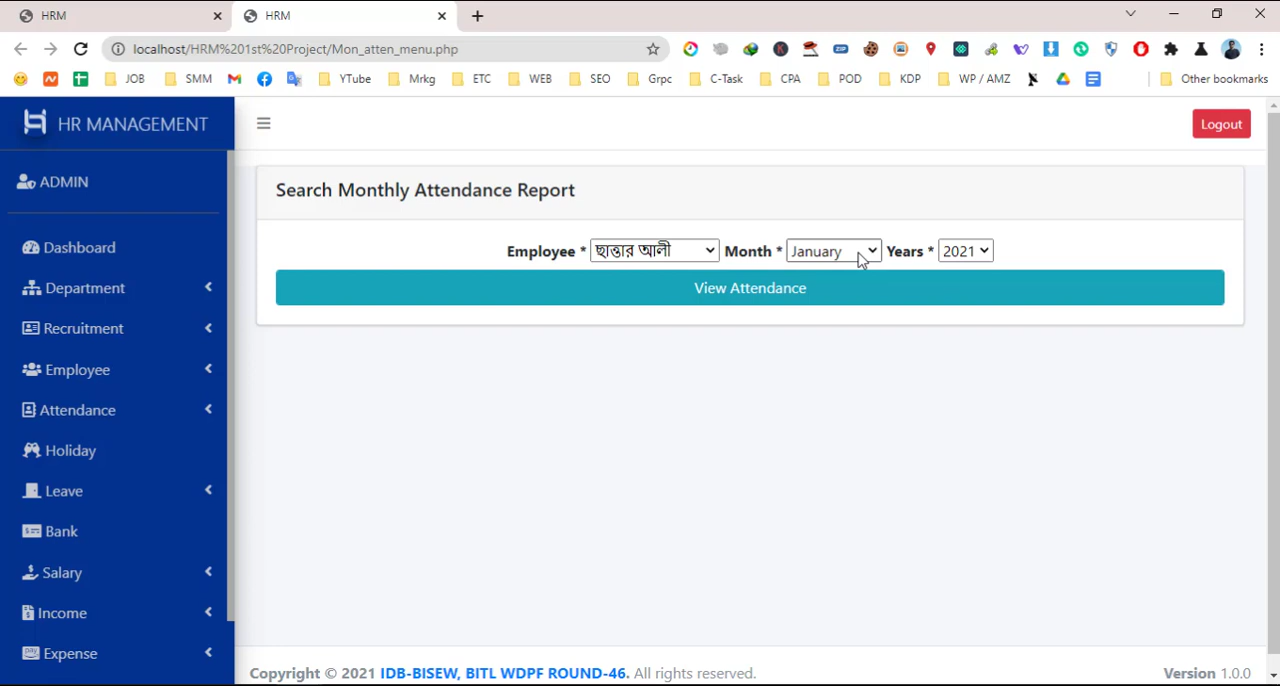 HRM
HRM
localhost/HRM%201st%20Project/Mon_atten_menu.php
JOB SMM YTube Mrkg ETC WEB SEO Grpc C-Task CPA POD KDP WP / AMZ Other bookmarks
HR MANAGEMENT
Logout
ADMIN
Search Monthly Attendance Report
Dashboard
Employee * ছাত্তার আলী Month * January Years * 2021
Department
View Attendance
Recruitment
Employee
Attendance
Holiday
Leave
Bank
Salary
Income
Expense
Copyright © 2021 IDB-BISEW, BITL WDPF ROUND-46. All rights reserved.
Version 1.0.0